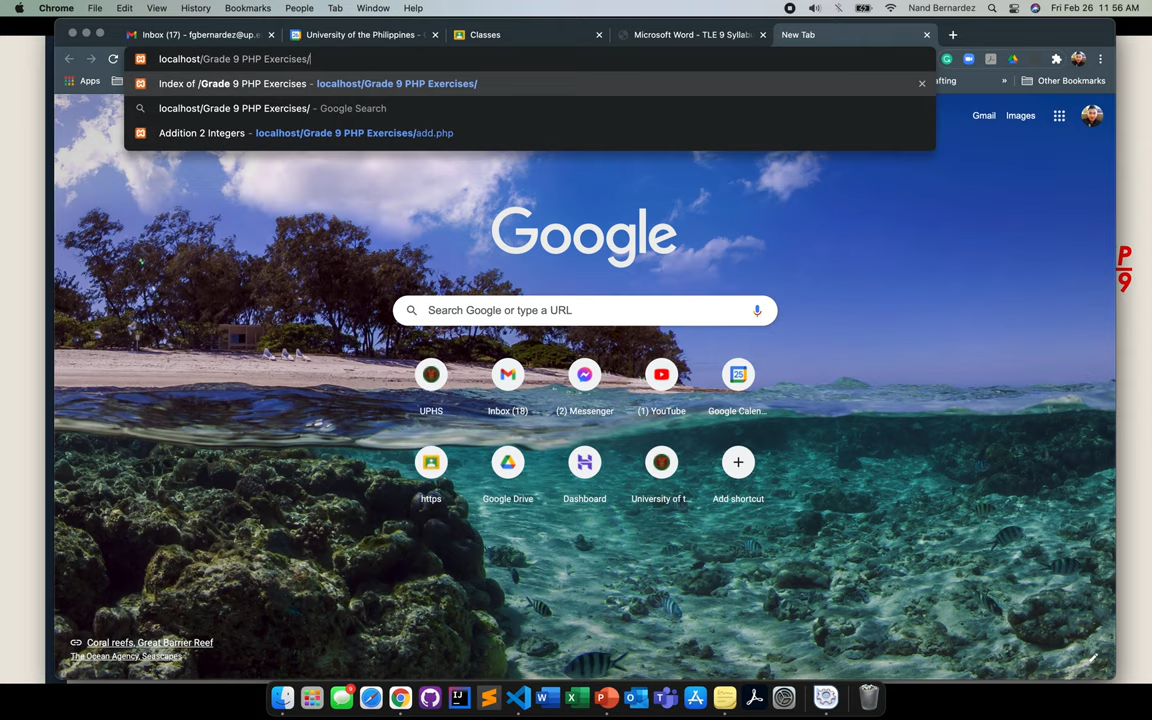 Chrome File Edit View History Bookmarks People Tab Window Help Nand Bernardez Fri Feb 26 11 56 AM
Inbox (17) - fgbernardez@up.e University of the Philippines - C Classes Microsoft Word - TLE 9 Syllab New Tab
localhost/Grade 9 PHP Exercises/
Apps Other Bookmarks
Index of /Grade 9 PHP Exercises - localhost/Grade 9 PHP Exercises/
localhost/Grade 9 PHP Exercises/ - Google Search
Addition 2 Integers - localhost/Grade 9 PHP Exercises/add.php
Gmail Images
Google
P
9
Search Google or type a URL
UPHS Inbox (18) (2) Messenger (1) YouTube Google Calen...
https Google Drive Dashboard University of t... Add shortcut
Coral reefs, Great Barrier Reef
The Ocean Agency, Seascapes